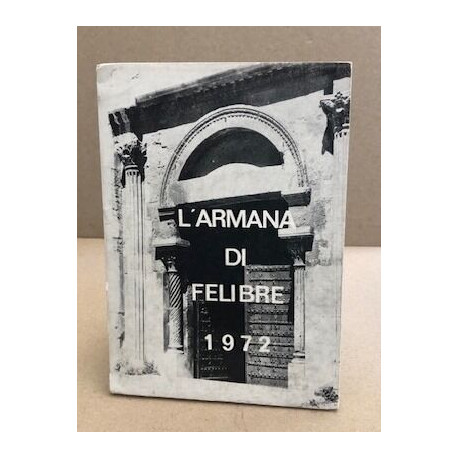 L'ARMANA
DI
FELIBRE
1972